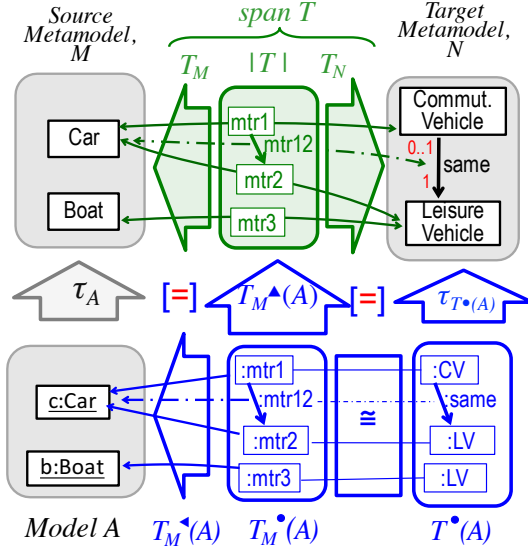 Source Metamodel, M
span T
Target Metamodel, N
T_M |T| T_N
Car
Boat
mtr1
mtr12
mtr2
mtr3
Commut. Vehicle
0..1
same
1
Leisure Vehicle
τ_A
[=]
T_M▲(A)
[=]
τ_T•(A)
c:Car
b:Boat
:mtr1
:mtr12
:mtr2
:mtr3
≅
:CV
:same
:LV
:LV
Model A
T_M◄(A)
T_M•(A)
T•(A)